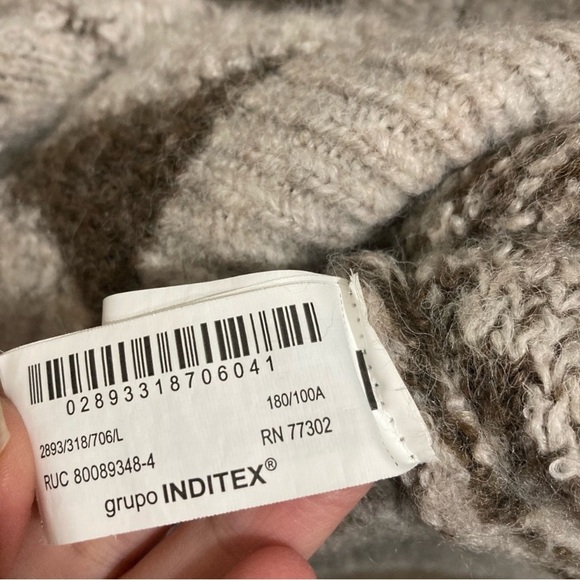 02893318706041
2893/318/706/L 180/100A
RUC 80089348-4 RN 77302
grupo INDITEX®